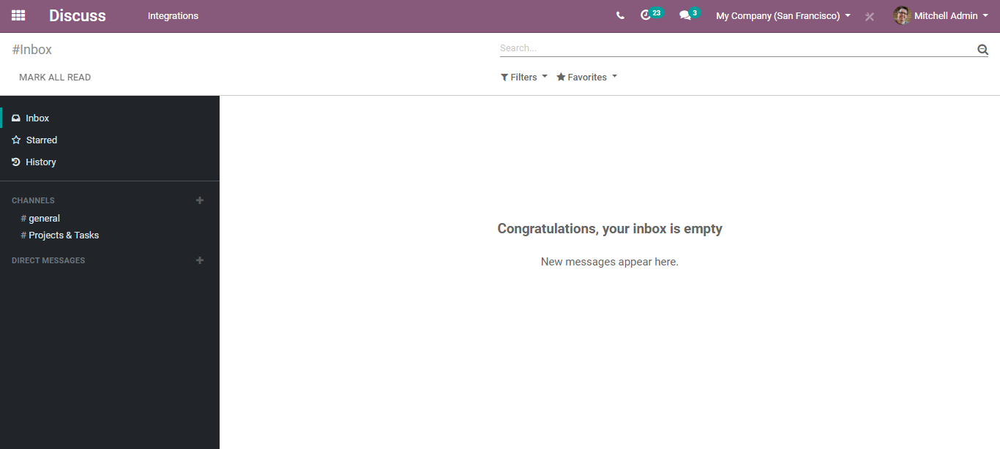 Discuss Integrations 23 3 My Company (San Francisco) Mitchell Admin
#Inbox Search...
MARK ALL READ Filters Favorites
Inbox
Starred
History
CHANNELS
# general
# Projects & Tasks
DIRECT MESSAGES
Congratulations, your inbox is empty
New messages appear here.